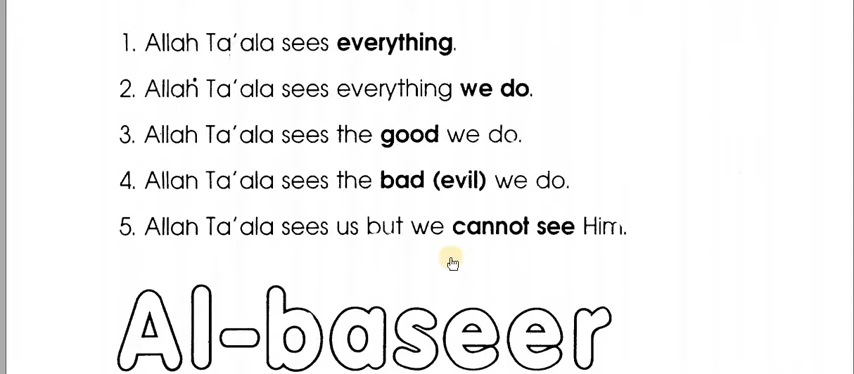 1. Allah Ta'ala sees everything.
2. Allah Ta'ala sees everything we do.
3. Allah Ta'ala sees the good we do.
4. Allah Ta'ala sees the bad (evil) we do.
5. Allah Ta'ala sees us but we cannot see Him.
Al-baseer